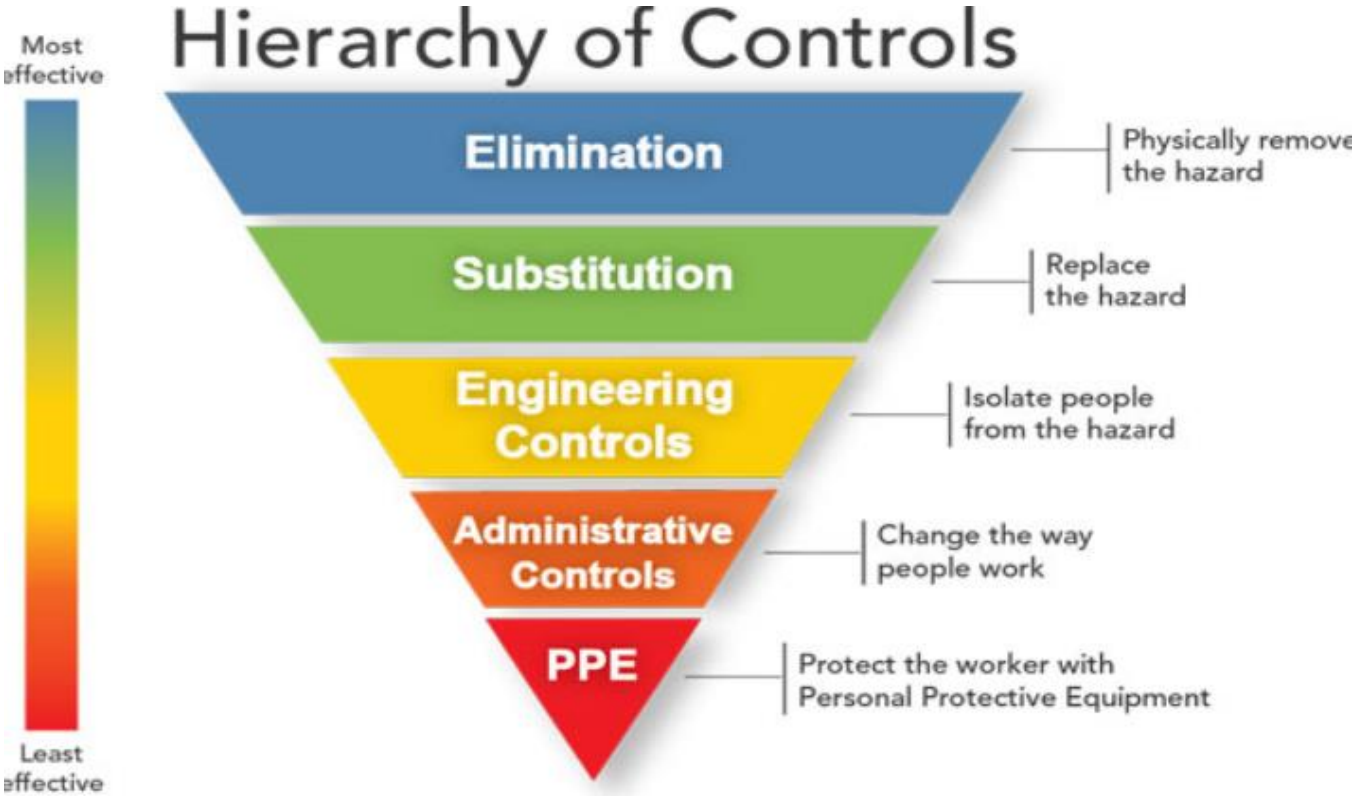 Hierarchy of Controls
Most
effective
Elimination
Physically remove
the hazard
Substitution
Replace
the hazard
Engineering
Controls
Isolate people
from the hazard
Administrative
Controls
Change the way
people work
PPE
Protect the worker with
Personal Protective Equipment
Least
effective